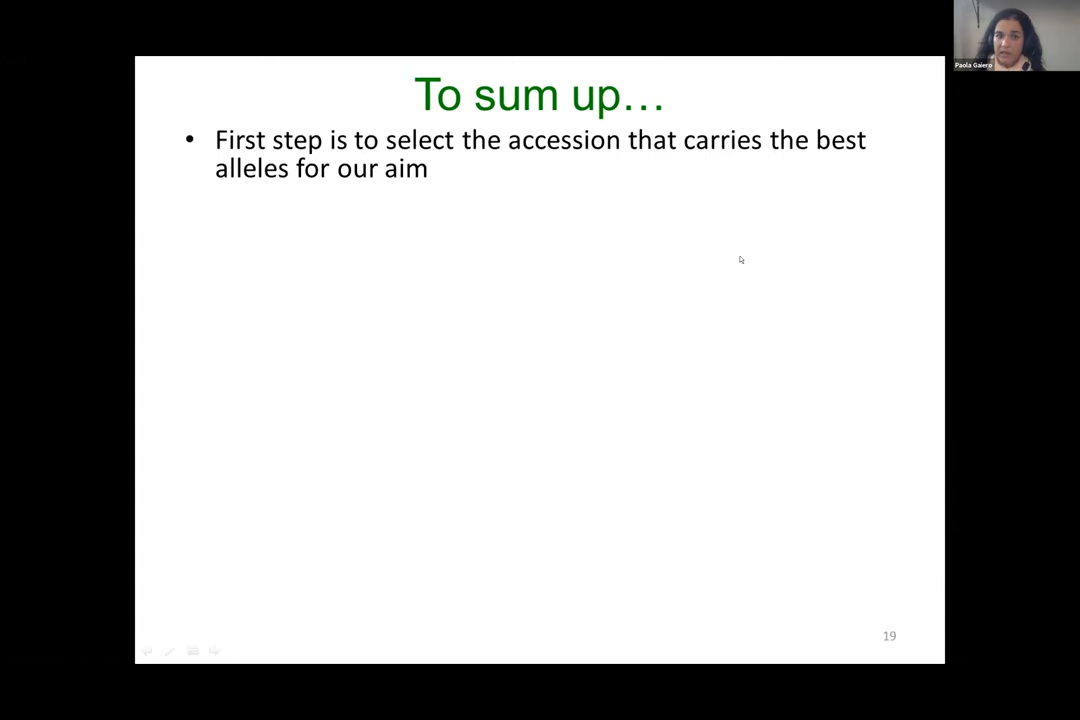 Paola Gaiero
To sum up...
• First step is to select the accession that carries the best
alleles for our aim
19